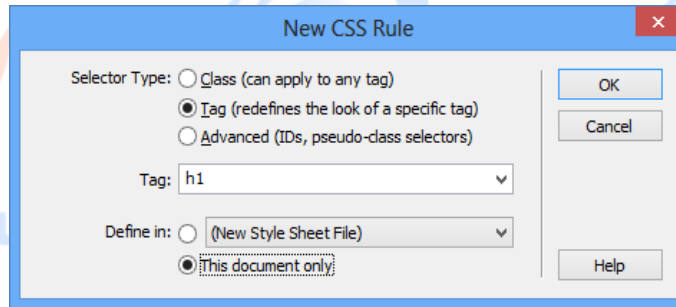 New CSS Rule
Selector Type: Class (can apply to any tag)
Tag (redefines the look of a specific tag)
Advanced (IDs, pseudo-class selectors)
Tag: h1
Define in: (New Style Sheet File)
This document only
OK
Cancel
Help